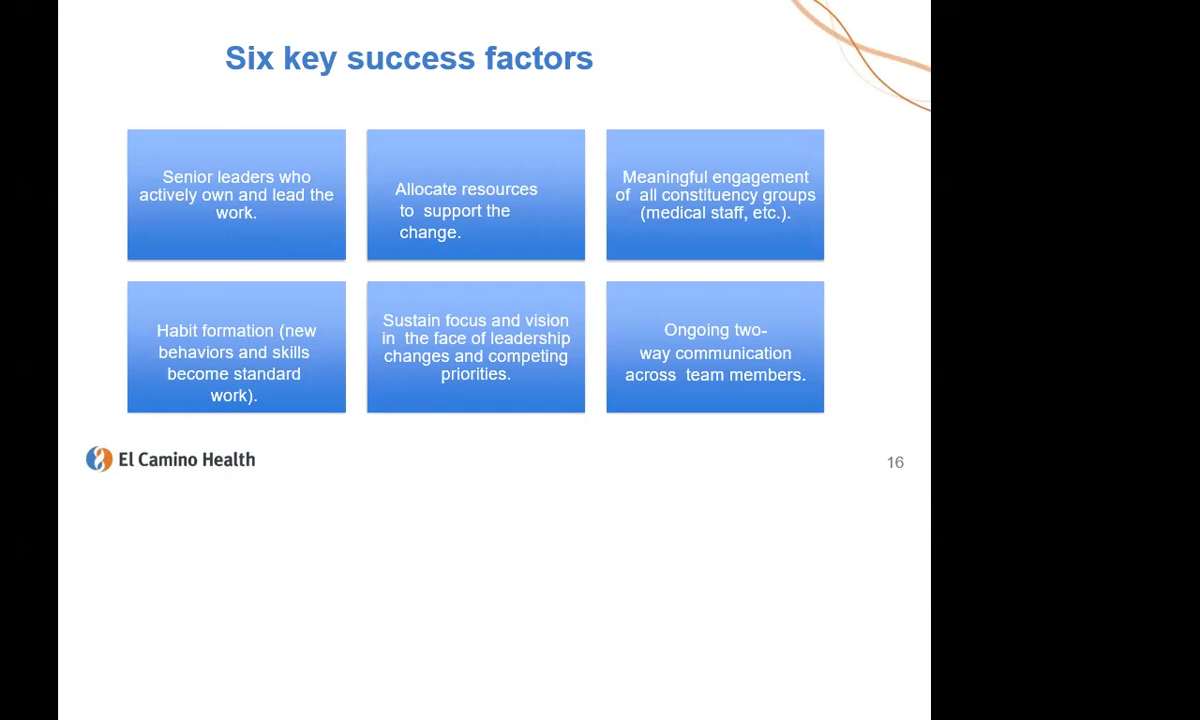 Six key success factors
Senior leaders who
actively own and lead the
work.
Allocate resources
to support the
change.
Meaningful engagement
of all constituency groups
(medical staff, etc.).
Habit formation (new
behaviors and skills
become standard
work).
Sustain focus and vision
in the face of leadership
changes and competing
priorities.
Ongoing two-
way communication
across team members.
El Camino Health
16